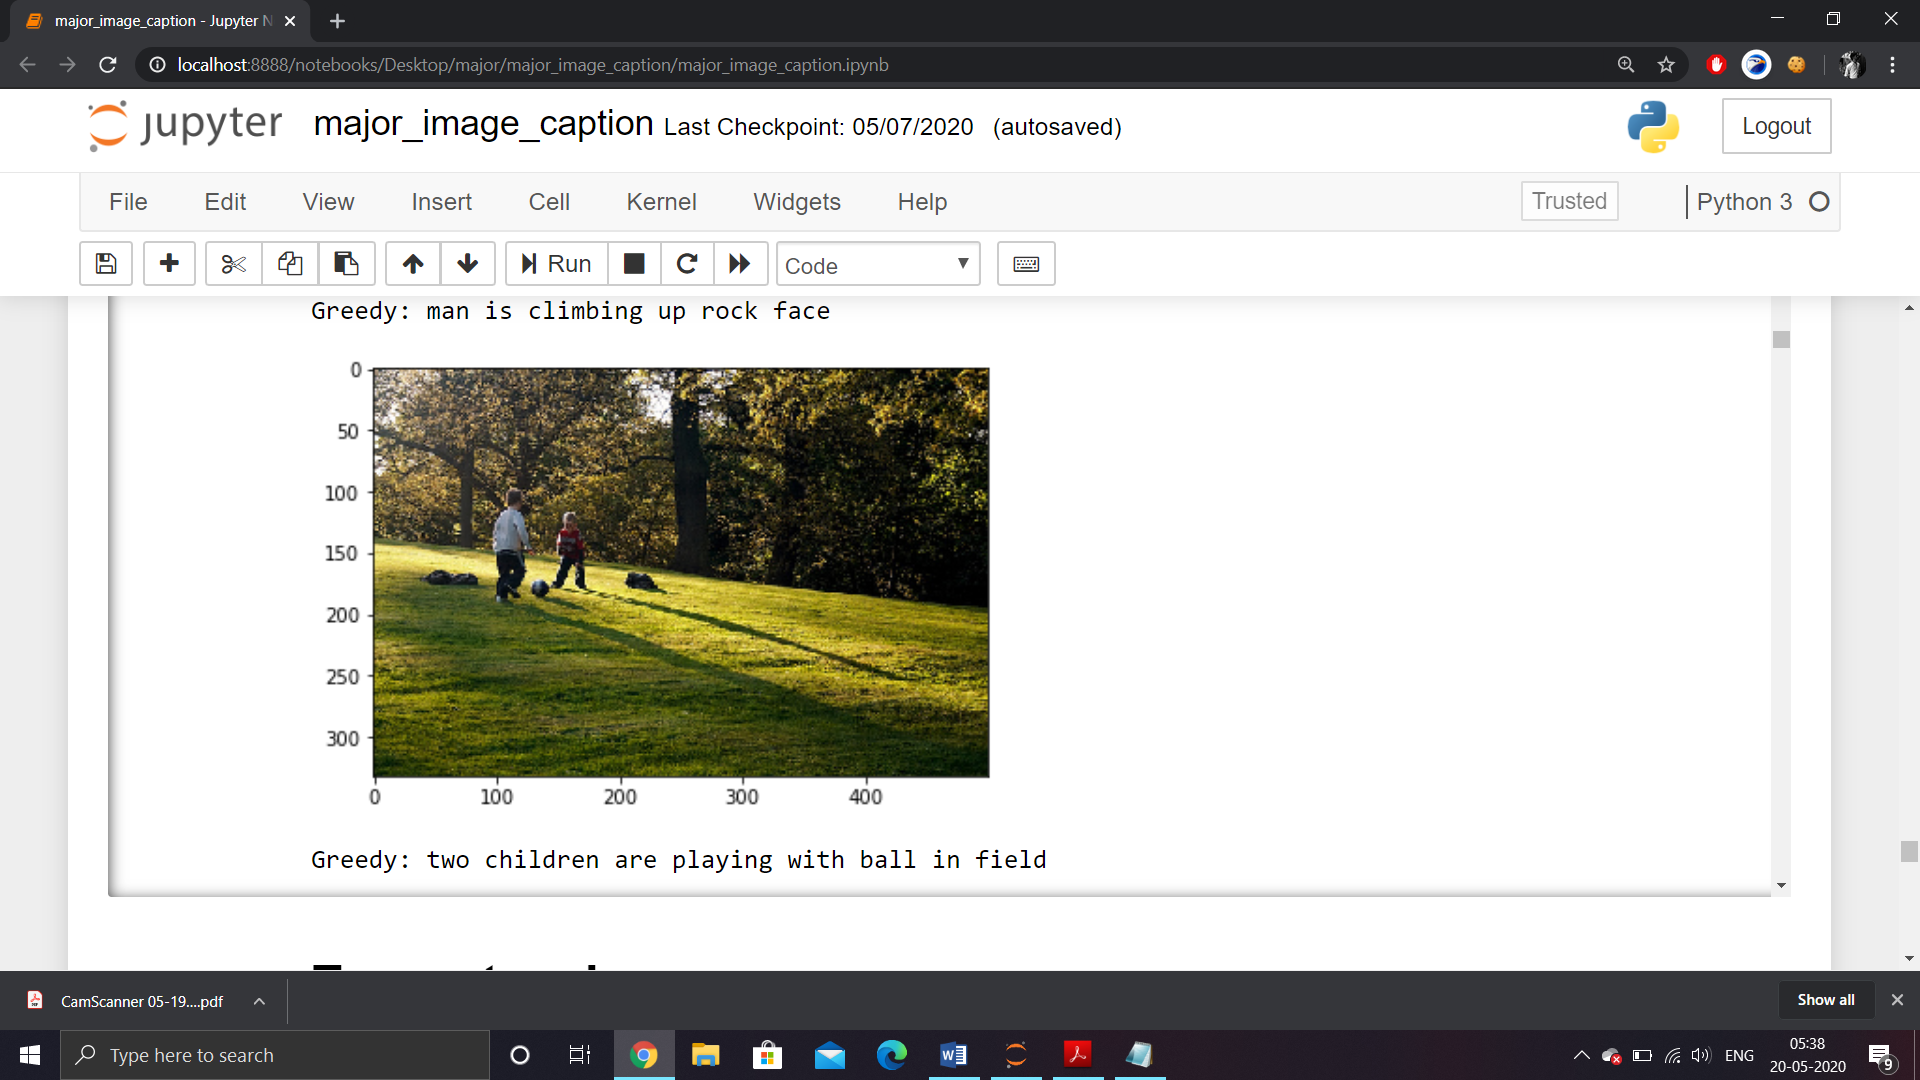 major_image_caption - Jupyter N
localhost:8888/notebooks/Desktop/major/major_image_caption/major_image_caption.ipynb
jupyter major_image_caption Last Checkpoint: 05/07/2020 (autosaved)
Logout
File Edit View Insert Cell Kernel Widgets Help
Trusted
Python 3
Run
Code
Greedy: man is climbing up rock face
0
50
100
150
200
250
300
0 100 200 300 400
Greedy: two children are playing with ball in field
CamScanner 05-19....pdf
Show all
Type here to search
ENG
05:38
20-05-2020
9